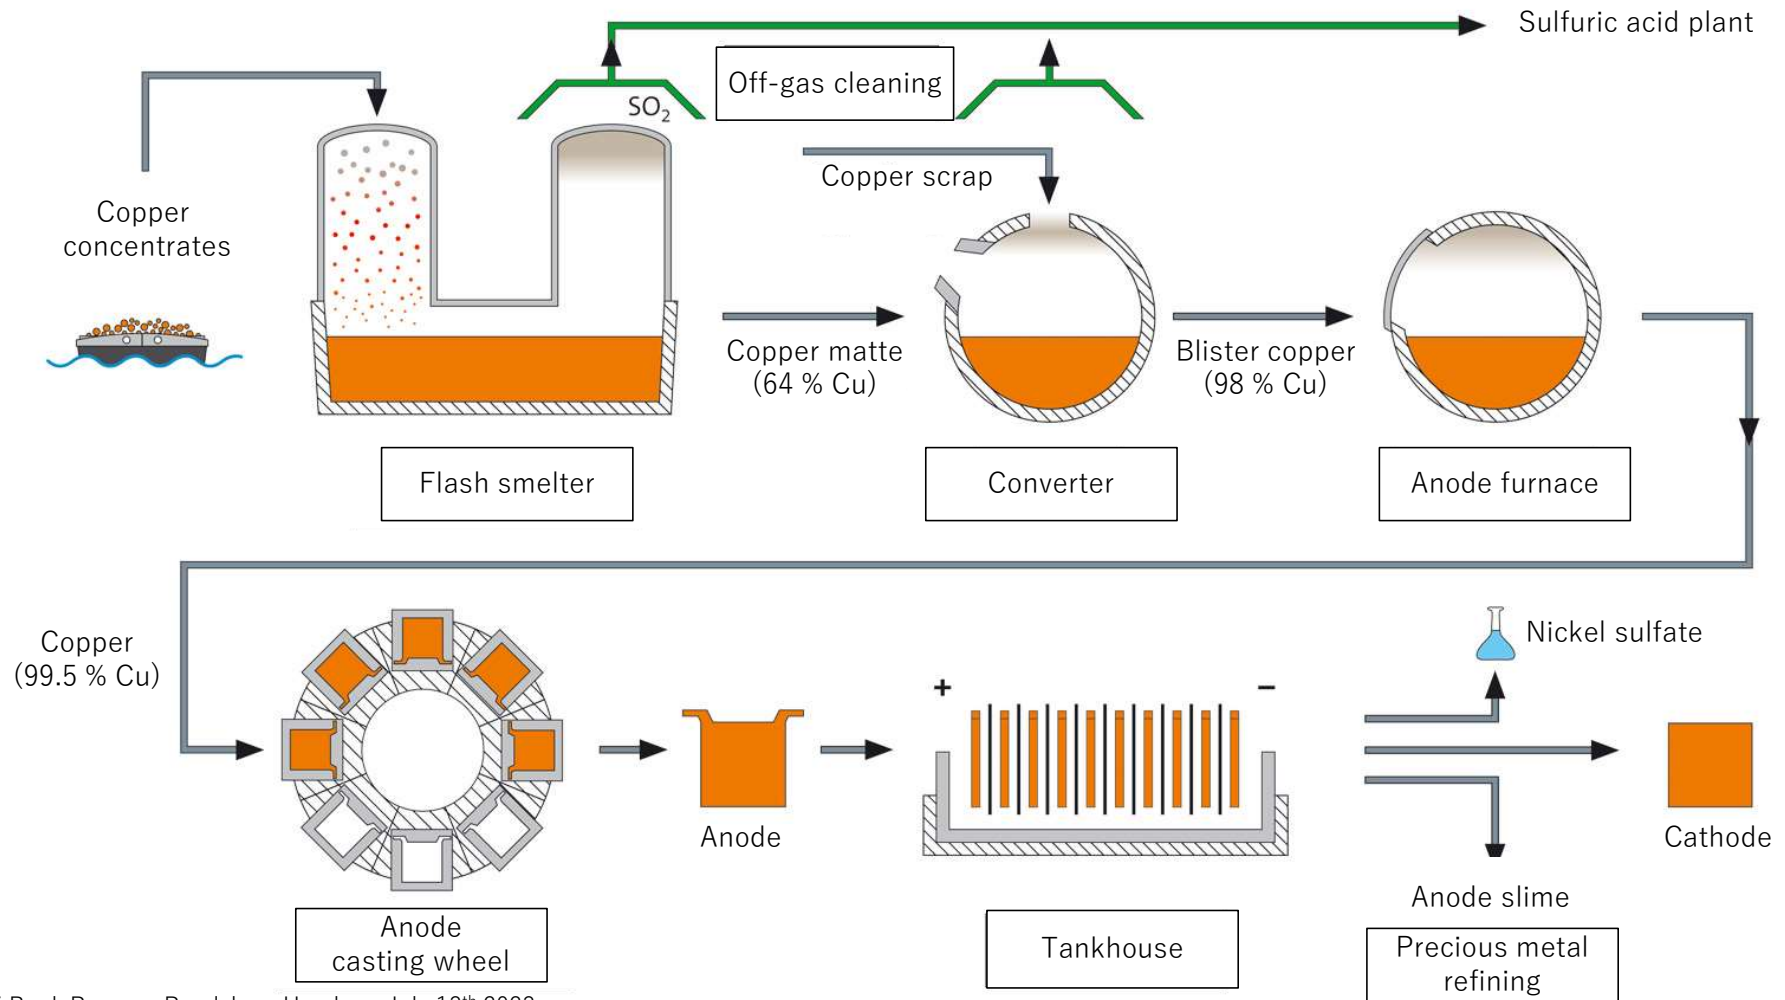 Sulfuric acid plant
Off-gas cleaning
SO₂
Copper scrap
Copper
concentrates
Copper matte
(64 % Cu)
Blister copper
(98 % Cu)
Flash smelter
Converter
Anode furnace
Copper
(99.5 % Cu)
Nickel sulfate
+
−
Anode
Cathode
Anode slime
Anode
casting wheel
Tankhouse
Precious metal
refining